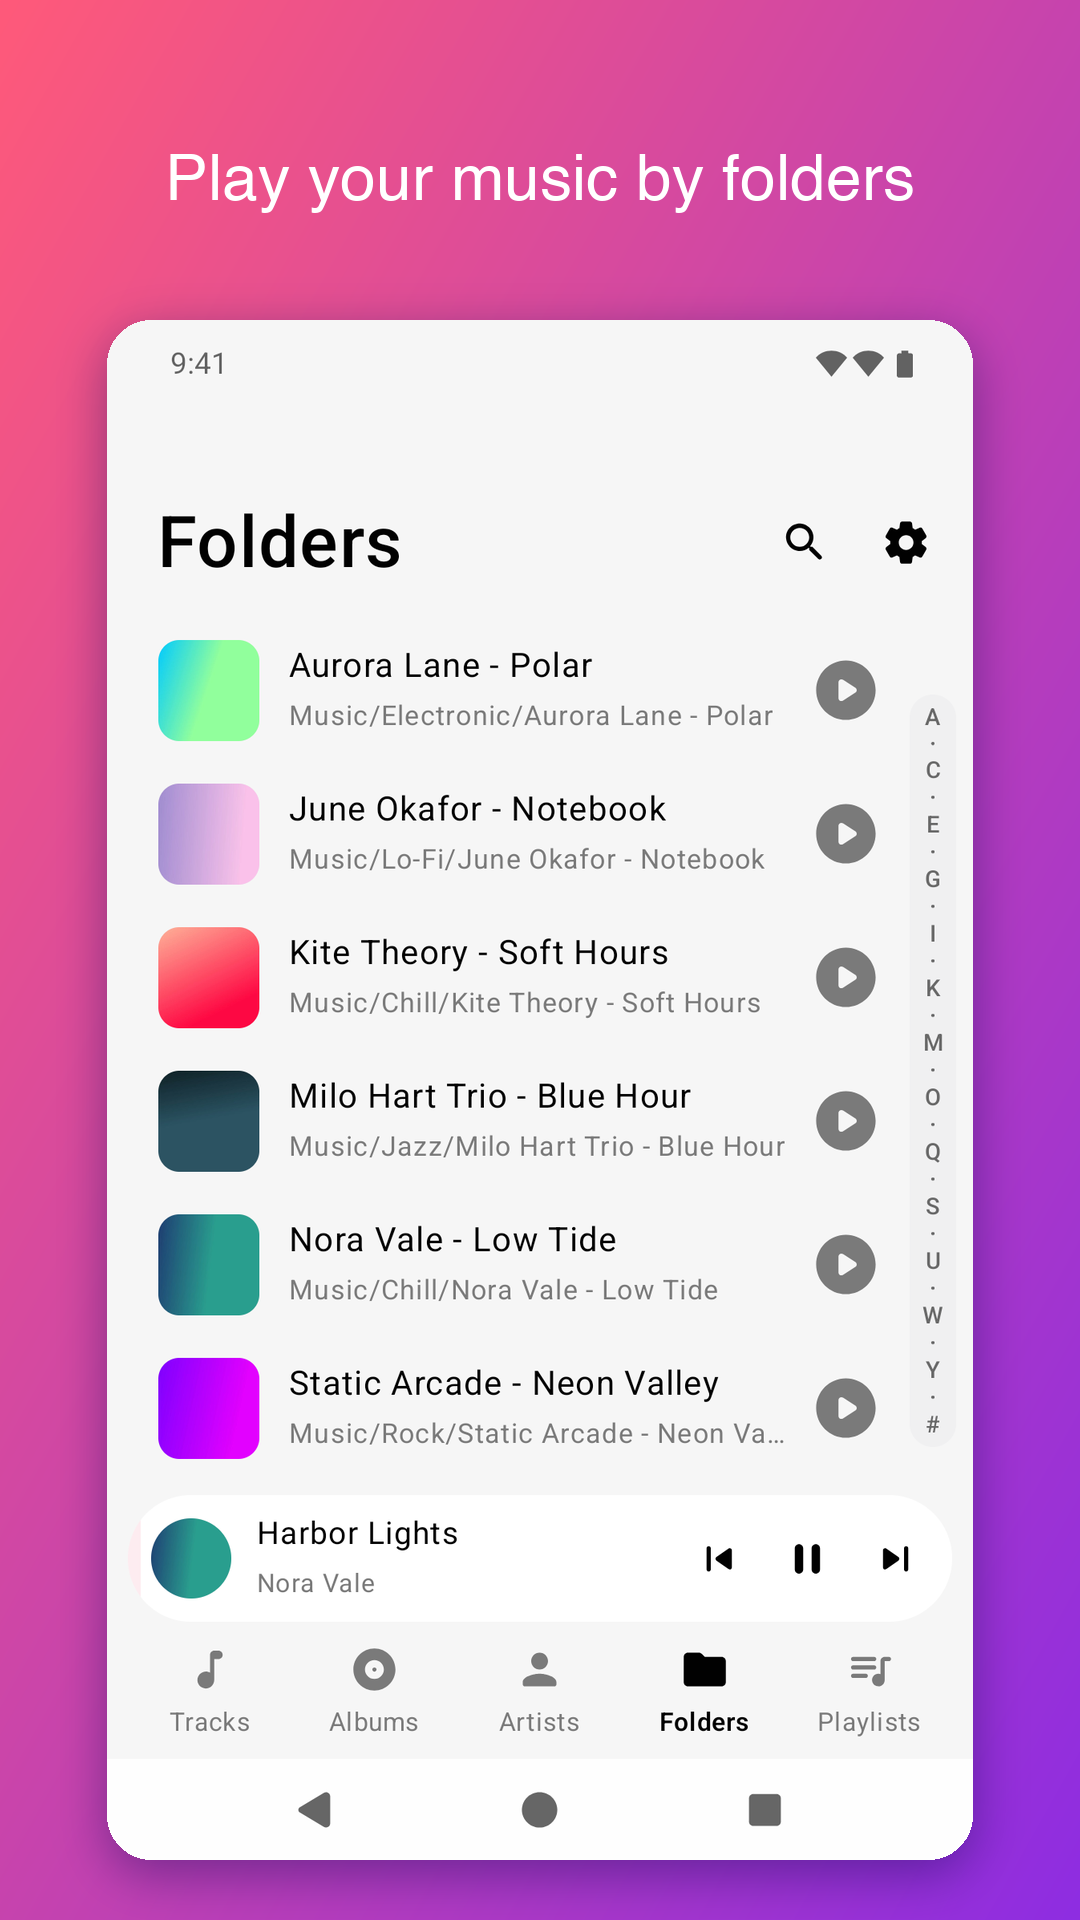 Play your music by folders
9:41
Folders
Aurora Lane - Polar
Music/Electronic/Aurora Lane - Polar
June Okafor - Notebook
Music/Lo-Fi/June Okafor - Notebook
Kite Theory - Soft Hours
Music/Chill/Kite Theory - Soft Hours
Milo Hart Trio - Blue Hour
Music/Jazz/Milo Hart Trio - Blue Hour
Nora Vale - Low Tide
Music/Chill/Nora Vale - Low Tide
Static Arcade - Neon Valley
Music/Rock/Static Arcade - Neon Va...
A
•
C
•
E
•
G
•
I
•
K
•
M
•
O
•
Q
•
S
•
U
•
W
•
Y
•
#
Harbor Lights
Nora Vale
Tracks
Albums
Artists
Folders
Playlists